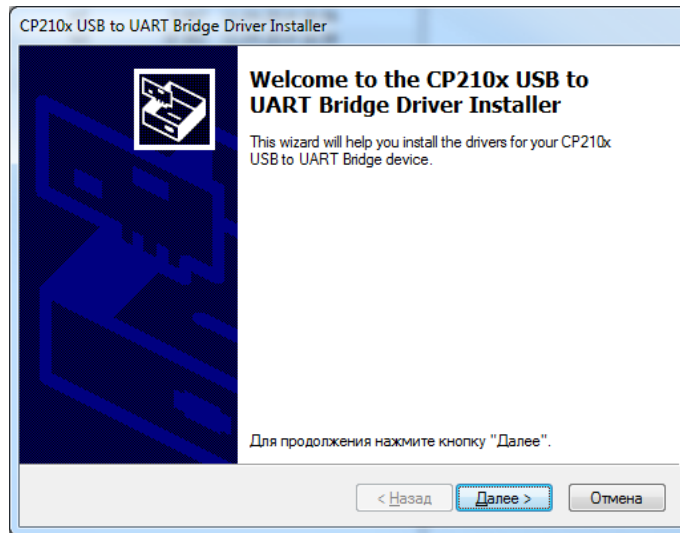 CP210x USB to UART Bridge Driver Installer
Welcome to the CP210x USB to
UART Bridge Driver Installer
This wizard will help you install the drivers for your CP210x
USB to UART Bridge device.
Для продолжения нажмите кнопку "Далее".
< Назад
Далее >
Отмена